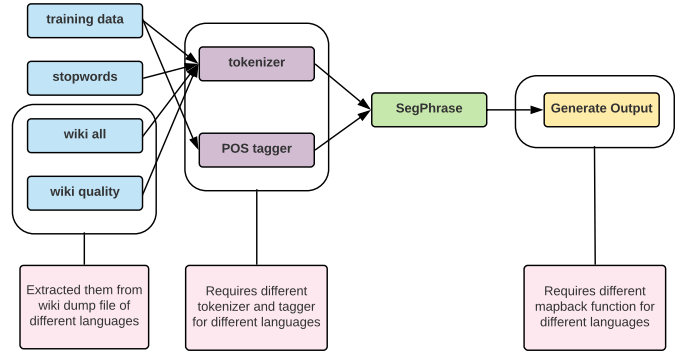 training data
stopwords
wiki all
wiki quality
tokenizer
POS tagger
SegPhrase
Generate Output
Extracted them from
wiki dump file of
different languages
Requires different
tokenizer and tagger
for different languages
Requires different
mapback function for
different languages